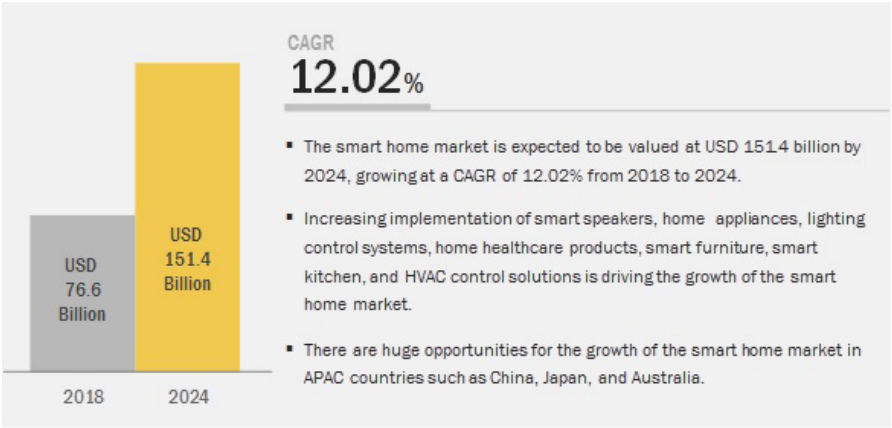 CAGR
12.02%
▪ The smart home market is expected to be valued at USD 151.4 billion by
2024, growing at a CAGR of 12.02% from 2018 to 2024.
▪ Increasing implementation of smart speakers, home appliances, lighting
control systems, home healthcare products, smart furniture, smart
kitchen, and HVAC control solutions is driving the growth of the smart
home market.
▪ There are huge opportunities for the growth of the smart home market in
APAC countries such as China, Japan, and Australia.
USD
76.6
Billion
USD
151.4
Billion
2018
2024